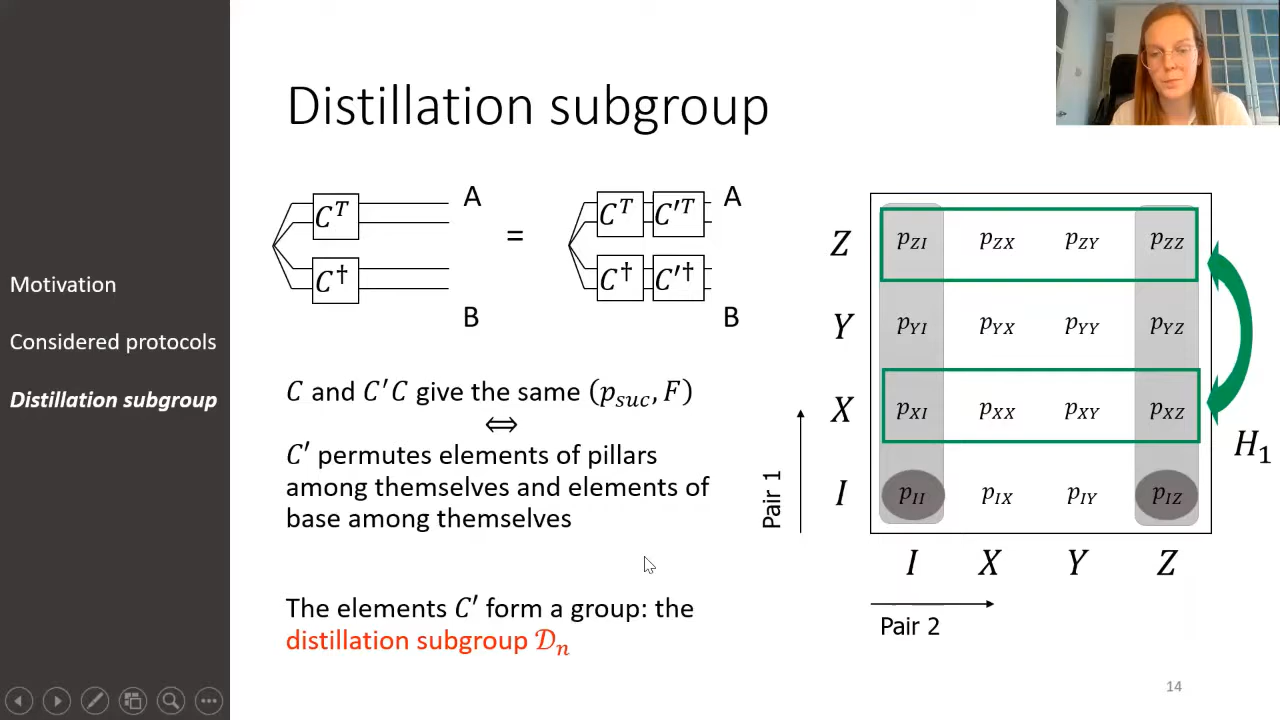 Distillation subgroup
Motivation
Considered protocols
Distillation subgroup
C^T
C^†
A
B
=
C^T C'^T
C^† C'^†
A
B
C and C'C give the same (p_suc, F)
⇔
C' permutes elements of pillars
among themselves and elements of
base among themselves
The elements C' form a group: the
distillation subgroup 𝒟_n
Z p_ZI p_ZX p_ZY p_ZZ
Y p_YI p_YX p_YY p_YZ
X p_XI p_XX p_XY p_XZ
I p_II p_IX p_IY p_IZ
I X Y Z
Pair 1
Pair 2
H_1
14